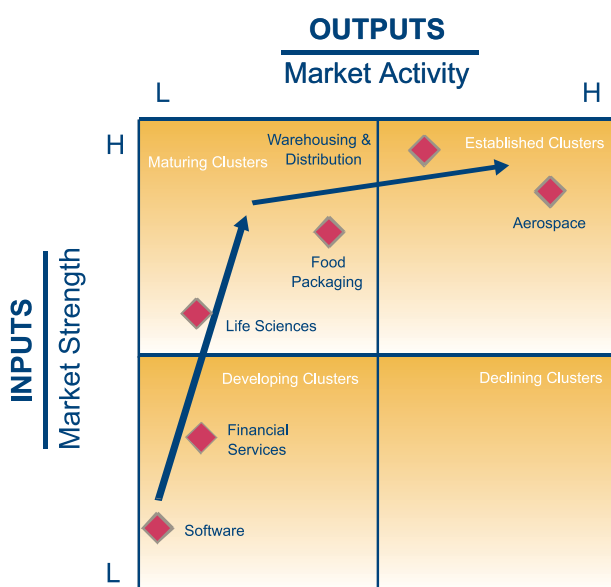 OUTPUTS
Market Activity
L
H
H
Maturing Clusters
Warehousing &
Distribution
Established Clusters
Aerospace
Food
Packaging
INPUTS
Market Strength
Life Sciences
Developing Clusters
Declining Clusters
Financial
Services
Software
L